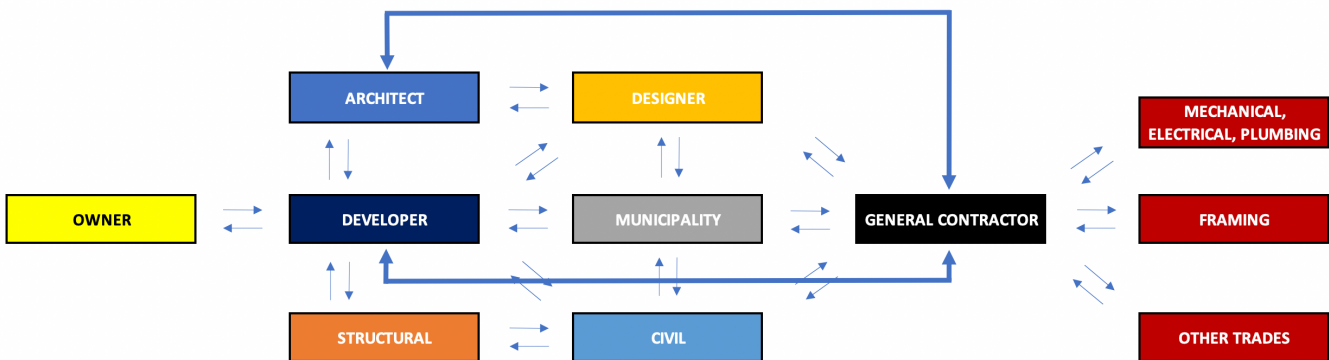 ARCHITECT
DESIGNER
MECHANICAL,
ELECTRICAL, PLUMBING
OWNER
DEVELOPER
MUNICIPALITY
GENERAL CONTRACTOR
FRAMING
STRUCTURAL
CIVIL
OTHER TRADES